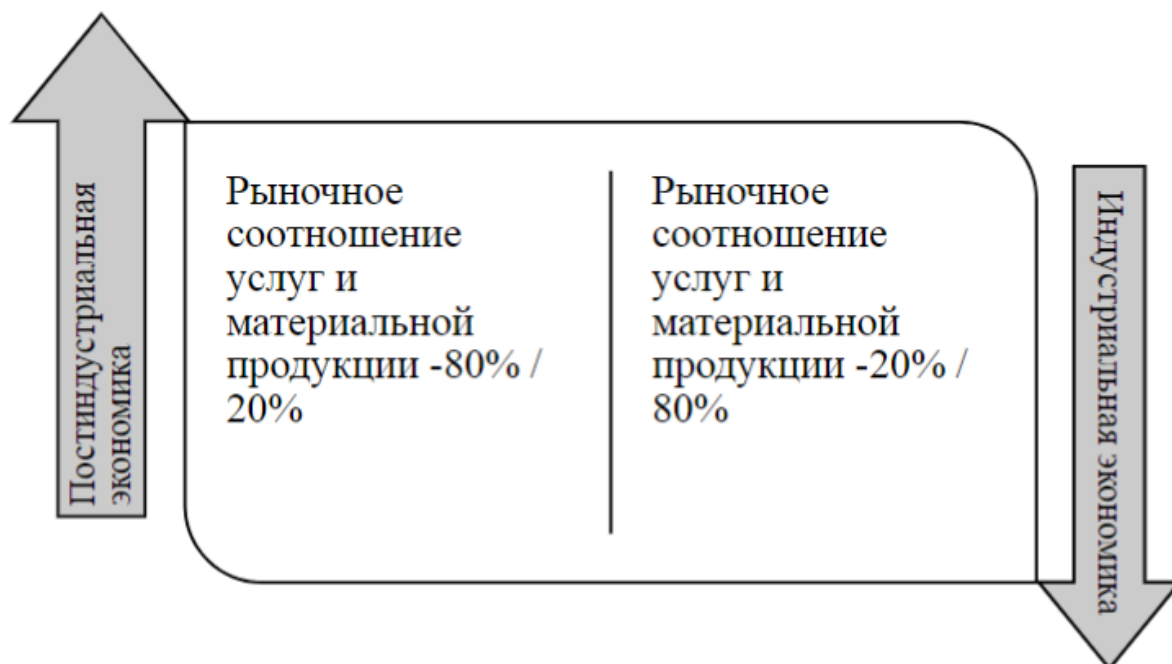 Постиндустриальная
экономика
Рыночное
соотношение
услуг и
материальной
продукции -80% /
20%
Рыночное
соотношение
услуг и
материальной
продукции -20% /
80%
Индустриальная экономика